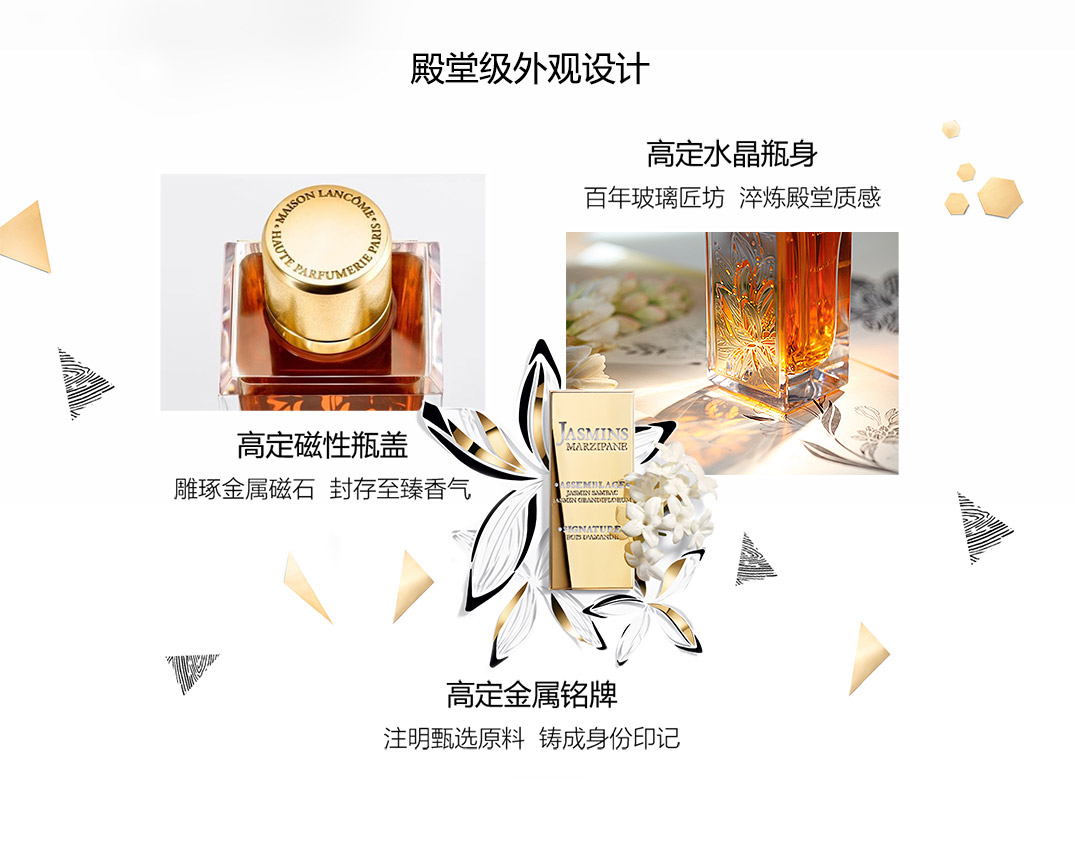 殿堂级外观设计
高定水晶瓶身
百年玻璃匠坊 淬炼殿堂质感
MAISON LANCÔME
HAUTE PARFUMERIE PARIS
高定磁性瓶盖
雕琢金属磁石 封存至臻香气
JASMINS
MARZIPANE
ASSEMBLAGE
JASMIN SAMBAC
JASMIN GRANDIFLORUM
SIGNATURE
BOIS D'AMANDE
高定金属铭牌
注明甄选原料 铸成身份印记